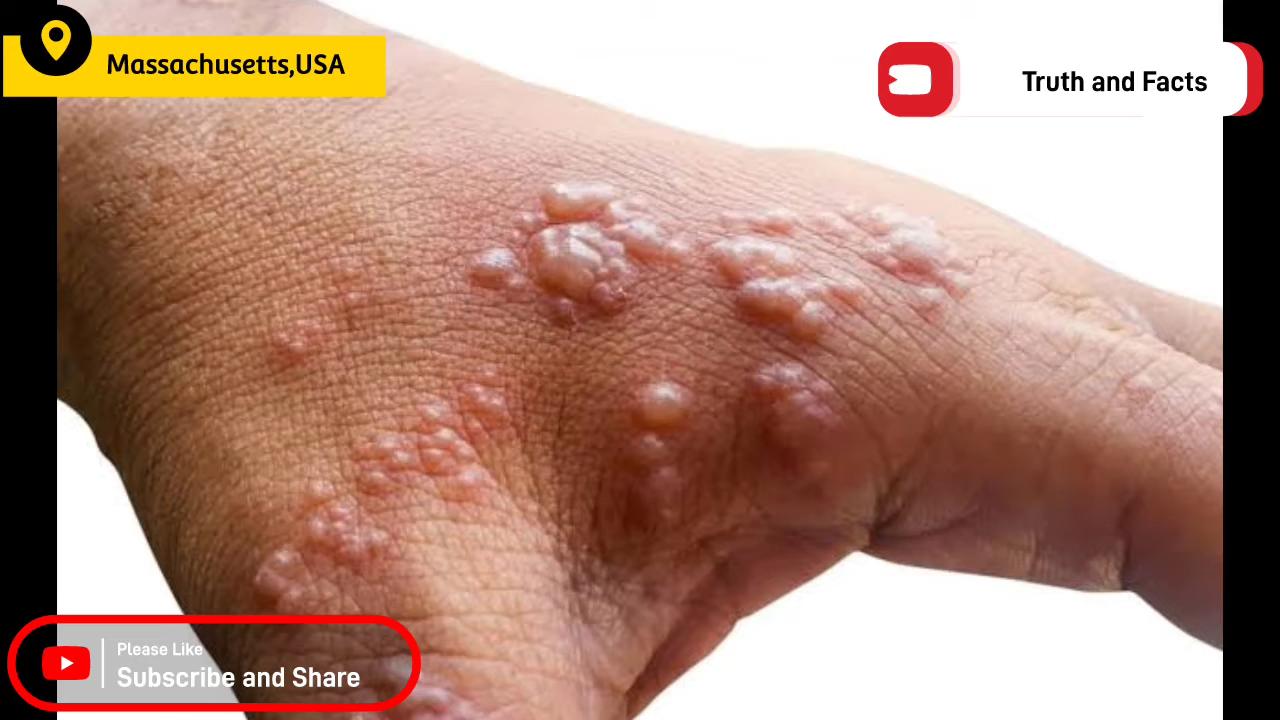 Massachusetts,USA
Truth and Facts
Please Like
Subscribe and Share